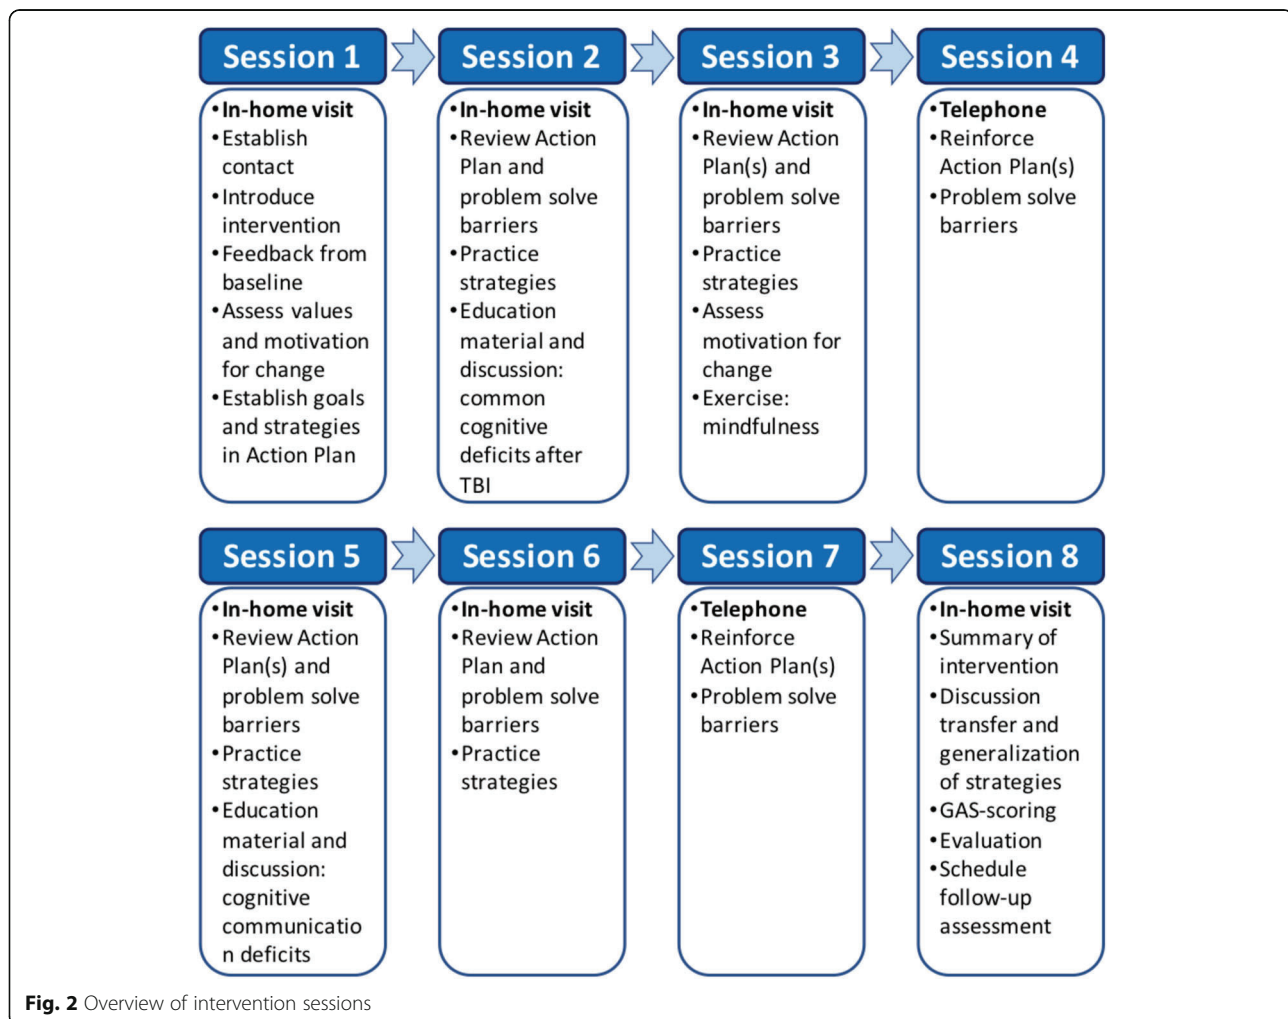 Session 1
• In-home visit
• Establish
contact
• Introduce
intervention
• Feedback from
baseline
• Assess values
and motivation
for change
• Establish goals
and strategies
in Action Plan
Session 2
• In-home visit
• Review Action
Plan and
problem solve
barriers
• Practice
strategies
• Education
material and
discussion:
common
cognitive
deficits after
TBI
Session 3
• In-home visit
• Review Action
Plan(s) and
problem solve
barriers
• Practice
strategies
• Assess
motivation for
change
• Exercise:
mindfulness
Session 4
• Telephone
• Reinforce
Action Plan(s)
• Problem solve
barriers
Session 5
• In-home visit
• Review Action
Plan(s) and
problem solve
barriers
• Practice
strategies
• Education
material and
discussion:
cognitive
communicatio
n deficits
Session 6
• In-home visit
• Review Action
Plan and
problem solve
barriers
• Practice
strategies
Session 7
• Telephone
• Reinforce
Action Plan(s)
• Problem solve
barriers
Session 8
• In-home visit
• Summary of
intervention
• Discussion
transfer and
generalization
of strategies
• GAS-scoring
• Evaluation
• Schedule
follow-up
assessment
Fig. 2 Overview of intervention sessions